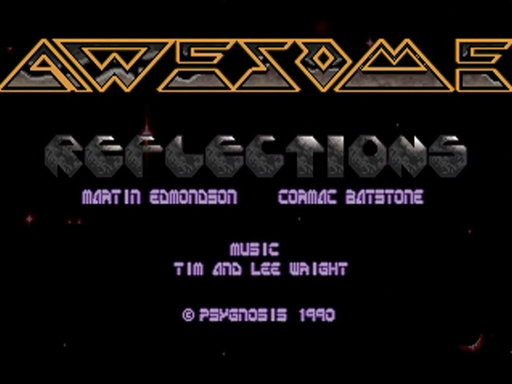 AWESOME
REFLECTIONS
MARTIN EDMONDSON CORMAC BATSTONE
MUSIC
TIM AND LEE WRIGHT
© PSYGNOSIS 1990